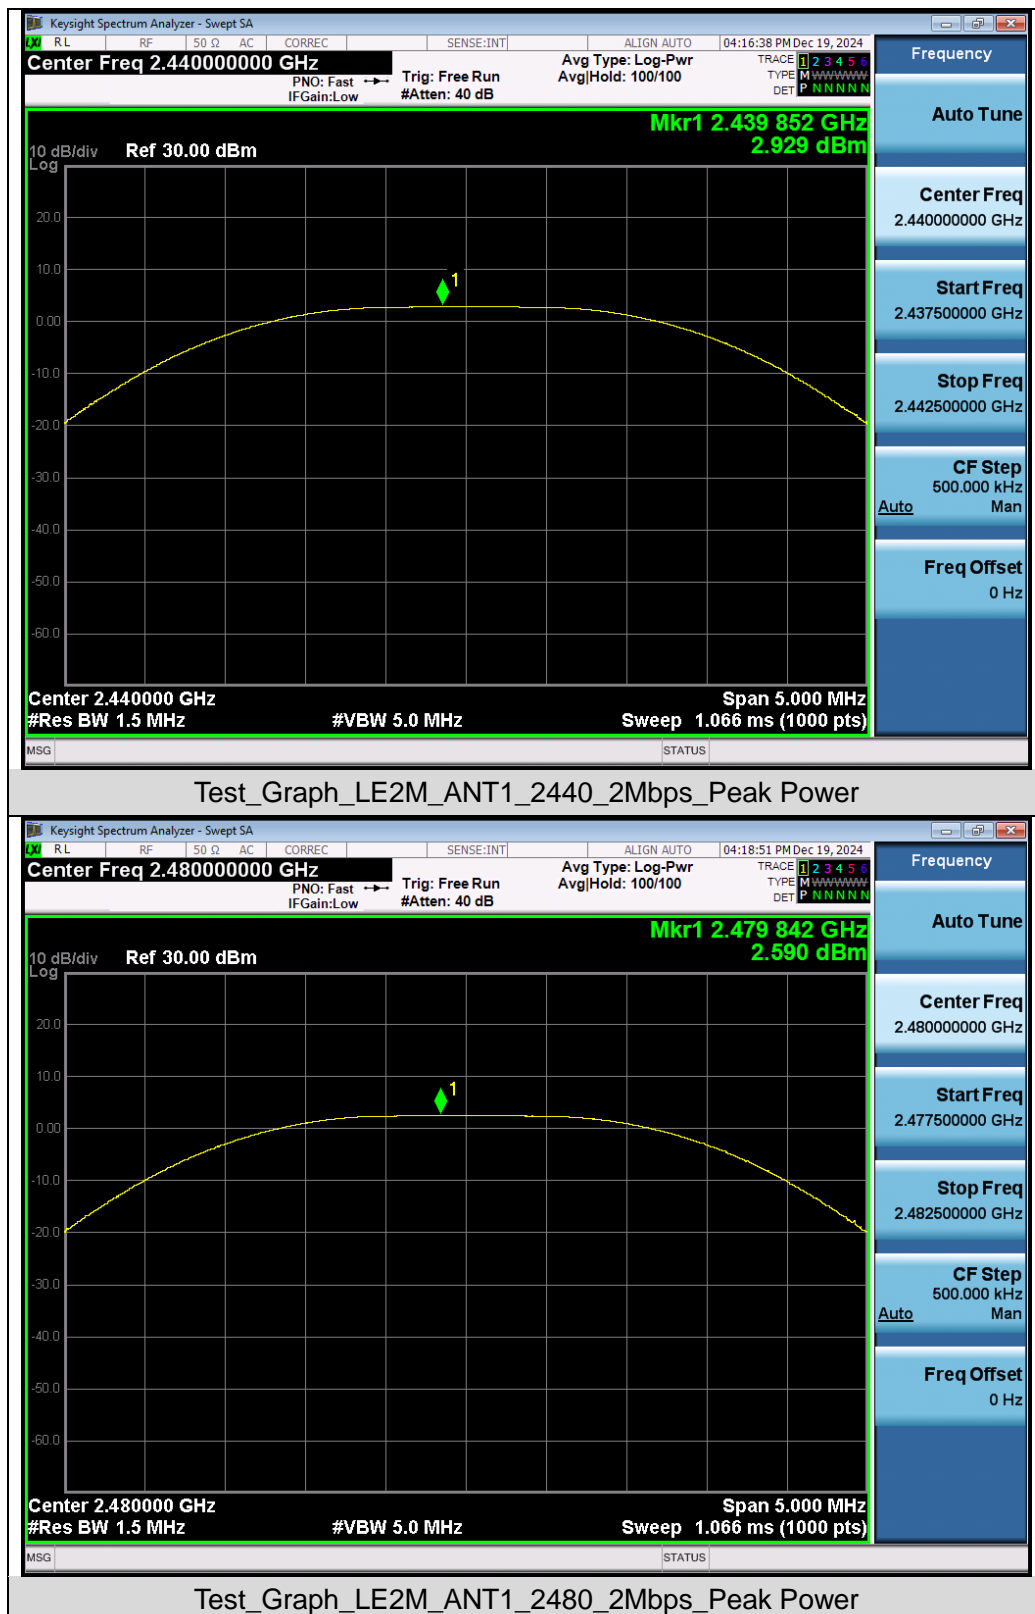 Keysight Spectrum Analyzer - Swept SA
LXI RL RF 50 Ω AC CORREC SENSE:INT ALIGN AUTO 04:16:38 PM Dec 19, 2024
Center Freq 2.440000000 GHz
PNO: Fast
IFGain:Low
Trig: Free Run
#Atten: 40 dB
Avg Type: Log-Pwr
Avg|Hold: 100/100
TRACE 1 2 3 4 5 6
TYPE M WWWWW
DET P N N N N N
Frequency
Mkr1 2.439 852 GHz
2.929 dBm
10 dB/div Ref 30.00 dBm
Log
20.0
10.0
0.00
-10.0
-20.0
-30.0
-40.0
-50.0
-60.0
1
Center 2.440000 GHz Span 5.000 MHz
#Res BW 1.5 MHz #VBW 5.0 MHz Sweep 1.066 ms (1000 pts)
MSG STATUS
Auto Tune
Center Freq
2.440000000 GHz
Start Freq
2.437500000 GHz
Stop Freq
2.442500000 GHz
CF Step
500.000 kHz
Auto Man
Freq Offset
0 Hz
Test_Graph_LE2M_ANT1_2440_2Mbps_Peak Power
Keysight Spectrum Analyzer - Swept SA
LXI RL RF 50 Ω AC CORREC SENSE:INT ALIGN AUTO 04:18:51 PM Dec 19, 2024
Center Freq 2.480000000 GHz
PNO: Fast
IFGain:Low
Trig: Free Run
#Atten: 40 dB
Avg Type: Log-Pwr
Avg|Hold: 100/100
TRACE 1 2 3 4 5 6
TYPE M WWWWW
DET P N N N N N
Frequency
Mkr1 2.479 842 GHz
2.590 dBm
10 dB/div Ref 30.00 dBm
Log
20.0
10.0
0.00
-10.0
-20.0
-30.0
-40.0
-50.0
-60.0
1
Center 2.480000 GHz Span 5.000 MHz
#Res BW 1.5 MHz #VBW 5.0 MHz Sweep 1.066 ms (1000 pts)
MSG STATUS
Auto Tune
Center Freq
2.480000000 GHz
Start Freq
2.477500000 GHz
Stop Freq
2.482500000 GHz
CF Step
500.000 kHz
Auto Man
Freq Offset
0 Hz
Test_Graph_LE2M_ANT1_2480_2Mbps_Peak Power